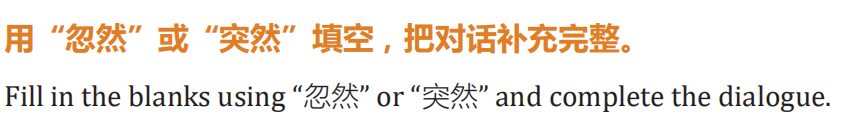 用“忽然”或“突然”填空，把对话补充完整。
Fill in the blanks using “忽然” or “突然” and complete the dialogue.